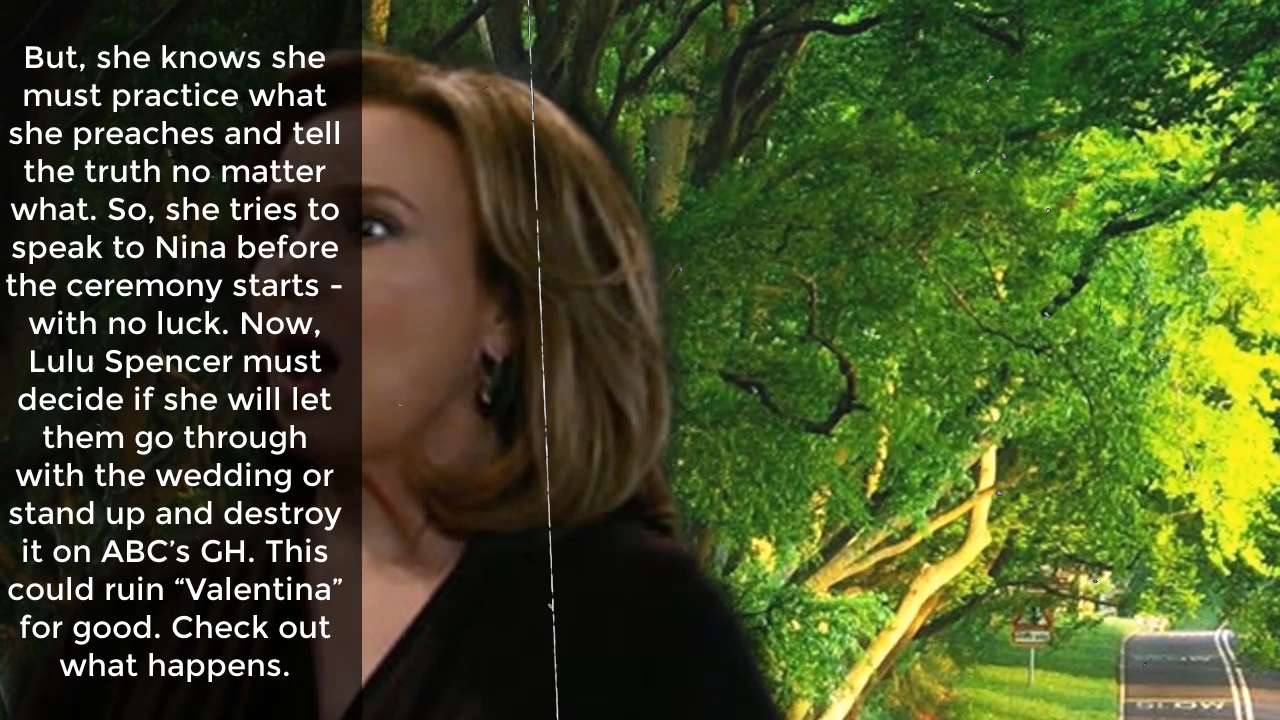 But, she knows she
must practice what
she preaches and tell
the truth no matter
what. So, she tries to
speak to Nina before
the ceremony starts -
with no luck. Now,
Lulu Spencer must
decide if she will let
them go through
with the wedding or
stand up and destroy
it on ABC’s GH. This
could ruin “Valentina”
for good. Check out
what happens.
SLOW
SLOW